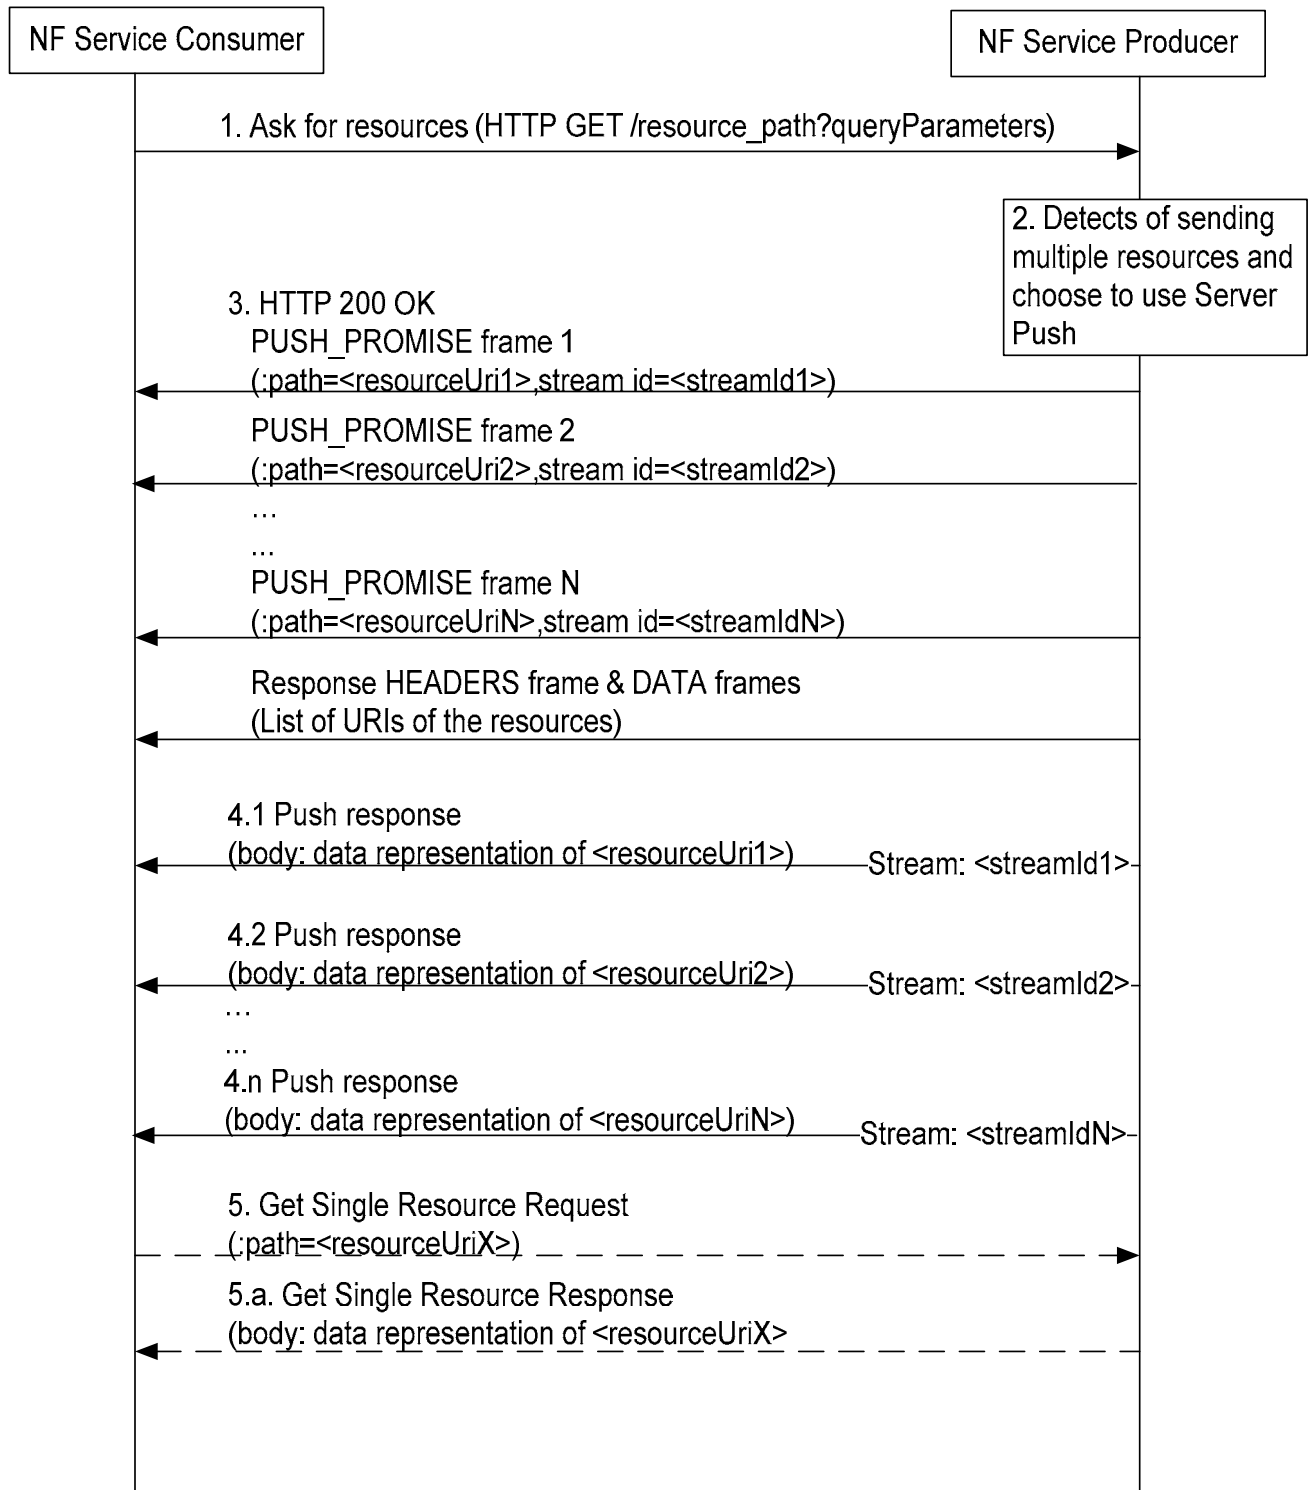 NF Service Consumer
NF Service Producer
1. Ask for resources (HTTP GET /resource_path?queryParameters)
2. Detects of sending
multiple resources and
choose to use Server
Push
3. HTTP 200 OK
PUSH_PROMISE frame 1
(:path=<resourceUri1>,stream id=<streamId1>)
PUSH_PROMISE frame 2
(:path=<resourceUri2>,stream id=<streamId2>)
...
...
PUSH_PROMISE frame N
(:path=<resourceUriN>,stream id=<streamIdN>)
Response HEADERS frame & DATA frames
(List of URIs of the resources)
4.1 Push response
(body: data representation of <resourceUri1>)
Stream: <streamId1>
4.2 Push response
(body: data representation of <resourceUri2>)
Stream: <streamId2>
...
...
4.n Push response
(body: data representation of <resourceUriN>)
Stream: <streamIdN>
5. Get Single Resource Request
(:path=<resourceUriX>)
5.a. Get Single Resource Response
(body: data representation of <resourceUriX>